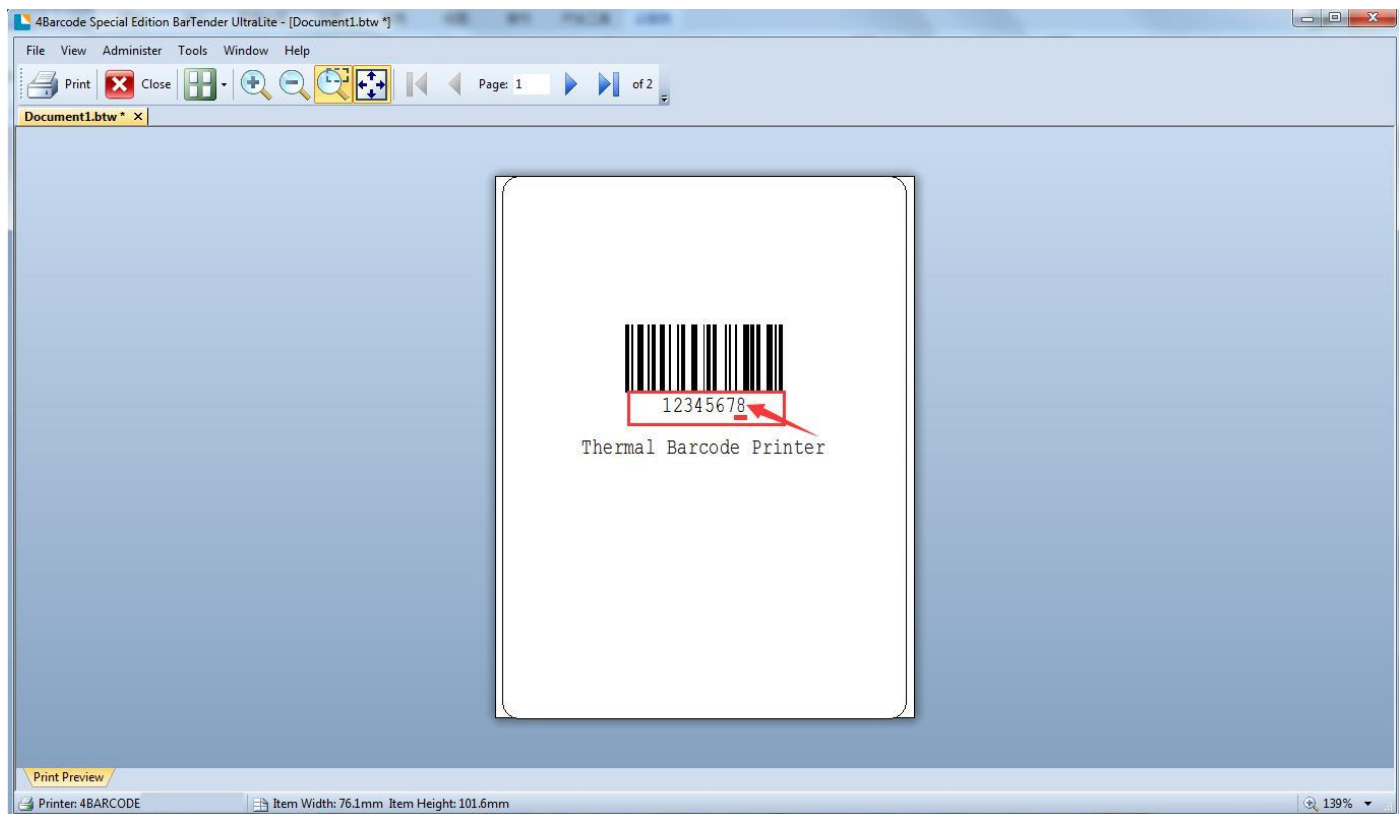 4Barcode Special Edition BarTender UltraLite - [Document1.btw *]
File View Administer Tools Window Help
Print Close Page: 1 of 2
Document1.btw *
12345678
Thermal Barcode Printer
Print Preview
Printer: 4BARCODE Item Width: 76.1mm Item Height: 101.6mm 139%